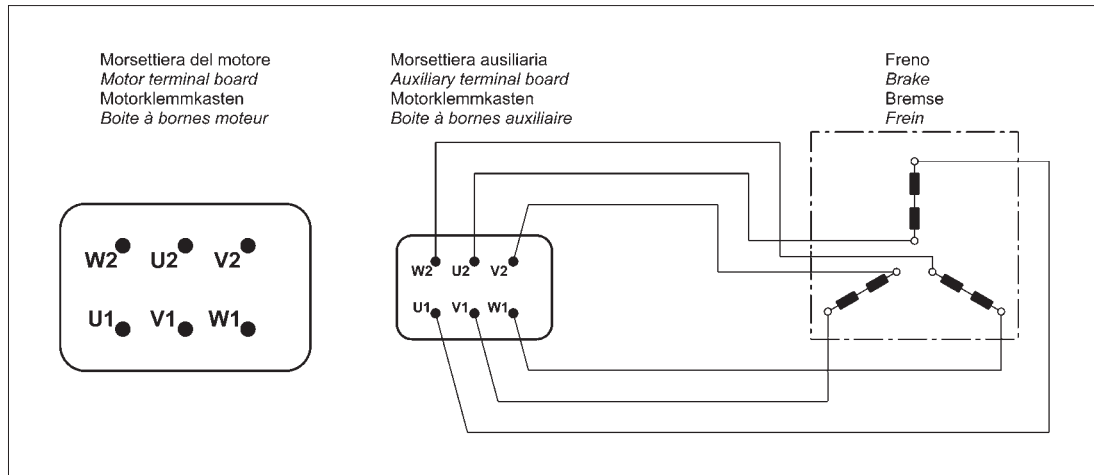 Morsettiera del motore
Motor terminal board
Motorklemmkasten
Boite à bornes moteur
Morsettiera ausiliaria
Auxiliary terminal board
Motorklemmkasten
Boite à bornes auxiliaire
Freno
Brake
Bremse
Frein
W2 U2 V2
U1 V1 W1
W2 U2 V2
U1 V1 W1